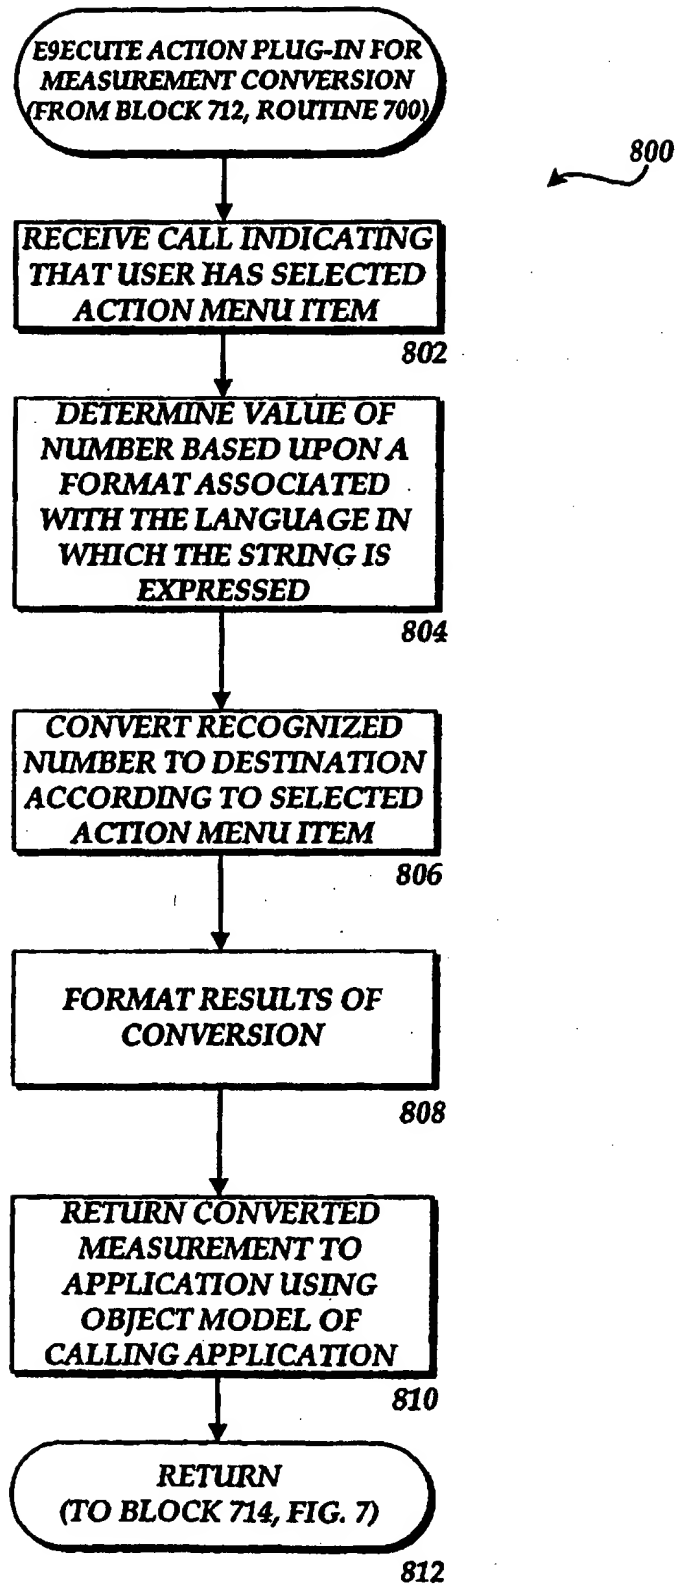 E9ECUTE ACTION PLUG-IN FOR
MEASUREMENT CONVERSION
(FROM BLOCK 712, ROUTINE 700)
800
RECEIVE CALL INDICATING
THAT USER HAS SELECTED
ACTION MENU ITEM
802
DETERMINE VALUE OF
NUMBER BASED UPON A
FORMAT ASSOCIATED
WITH THE LANGUAGE IN
WHICH THE STRING IS
EXPRESSED
804
CONVERT RECOGNIZED
NUMBER TO DESTINATION
ACCORDING TO SELECTED
ACTION MENU ITEM
806
FORMAT RESULTS OF
CONVERSION
808
RETURN CONVERTED
MEASUREMENT TO
APPLICATION USING
OBJECT MODEL OF
CALLING APPLICATION
810
RETURN
(TO BLOCK 714, FIG. 7)
812